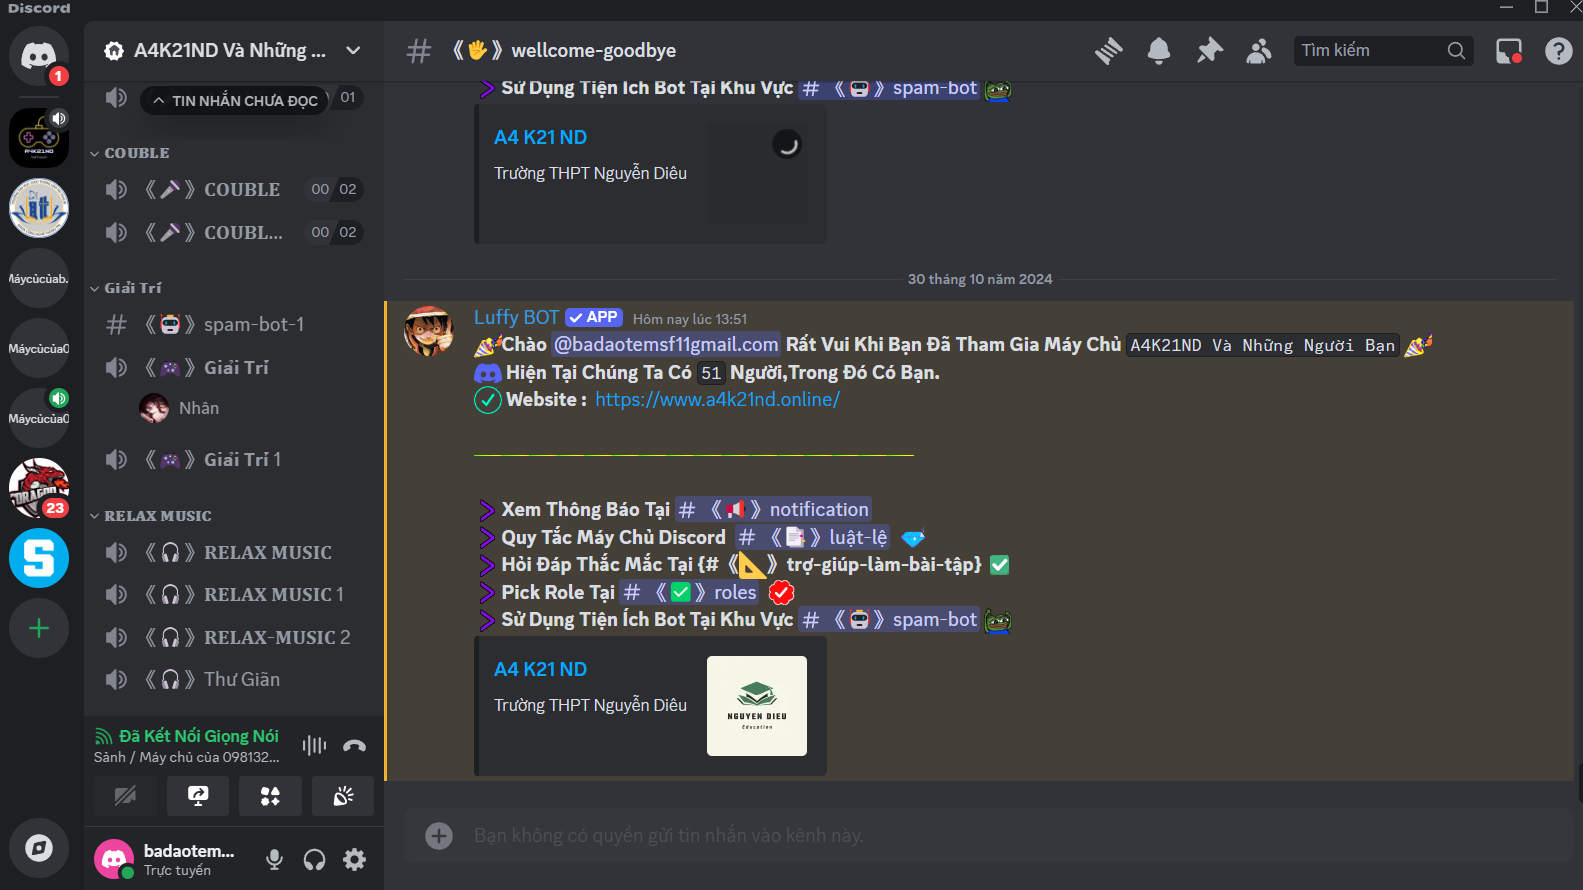 Discord
1
A4K21ND
Máycủcủab...
Máycủcủa0
Máycủcủa0
DRAGON
23
S
A4K21ND Và Những ...
TIN NHẮN CHƯA ĐỌC
01
COUBLE
《🎤》COUBLE 00 02
《🎤》COUBL... 00 02
Giải Trí
《🤖》spam-bot-1
《🎮》Giải Trí
Nhân
《🎮》Giải Trí 1
RELAX MUSIC
《🎧》RELAX MUSIC
《🎧》RELAX MUSIC 1
《🎧》RELAX-MUSIC 2
《🎧》Thư Giãn
Đã Kết Nối Giọng Nói
Sảnh / Máy chủ của 098132...
badaotem...
Trực tuyến
# 《🖐》wellcome-goodbye
Tìm kiếm
> Sử Dụng Tiện Ích Bot Tại Khu Vực # 《🤖》spam-bot
A4 K21 ND
Trường THPT Nguyễn Diêu
30 tháng 10 năm 2024
Luffy BOT ✓ APP Hôm nay lúc 13:51
🎉Chào @badaotemsf11gmail.com Rất Vui Khi Bạn Đã Tham Gia Máy Chủ A4K21ND Và Những Người Bạn 🎉
Hiện Tại Chúng Ta Có 51 Người,Trong Đó Có Bạn.
Website : https://www.a4k21nd.online/
> Xem Thông Báo Tại # 《📢》notification
> Quy Tắc Máy Chủ Discord # 《📑》luật-lệ 💎
> Hỏi Đáp Thắc Mắc Tại {# 《📐》 trợ-giúp-làm-bài-tập} ✅
> Pick Role Tại # 《✅》roles
> Sử Dụng Tiện Ích Bot Tại Khu Vực # 《🤖》spam-bot
A4 K21 ND
Trường THPT Nguyễn Diêu
NGUYEN DIEU
Education
Bạn không có quyền gửi tin nhắn vào kênh này.